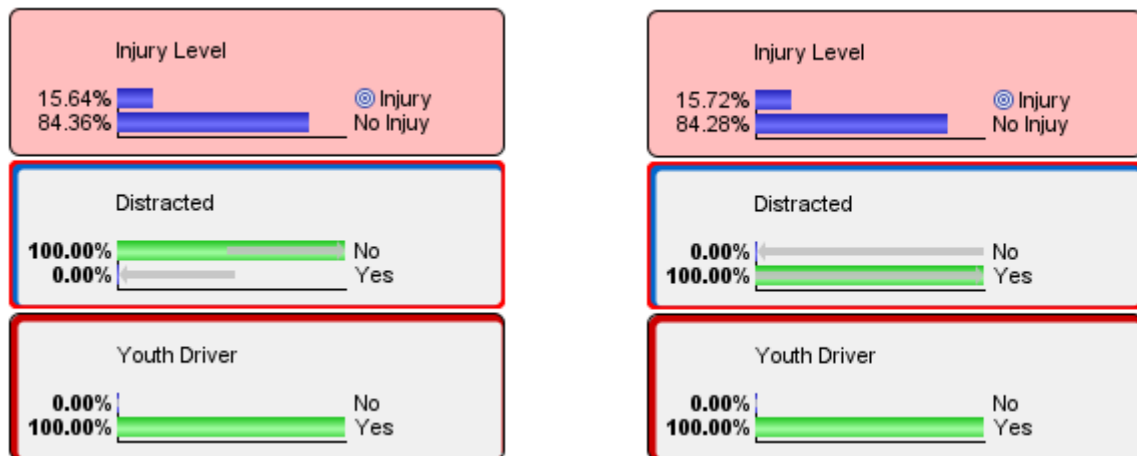 Injury Level
15.64% Injury
84.36% No Injuy
Distracted
100.00% No
0.00% Yes
Youth Driver
0.00% No
100.00% Yes
Injury Level
15.72% Injury
84.28% No Injuy
Distracted
0.00% No
100.00% Yes
Youth Driver
0.00% No
100.00% Yes